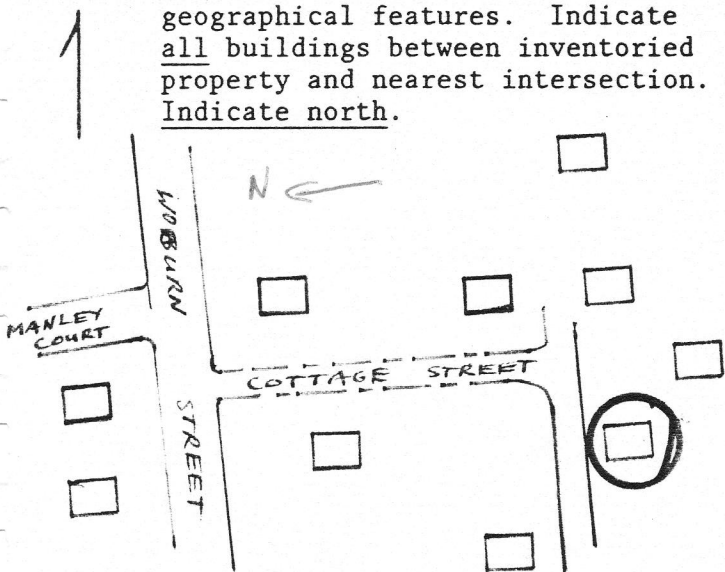 geographical features. Indicate
all buildings between inventoried
property and nearest intersection.
Indicate north.
N
WOBURN
MANLEY
COURT
COTTAGE STREET
STREET